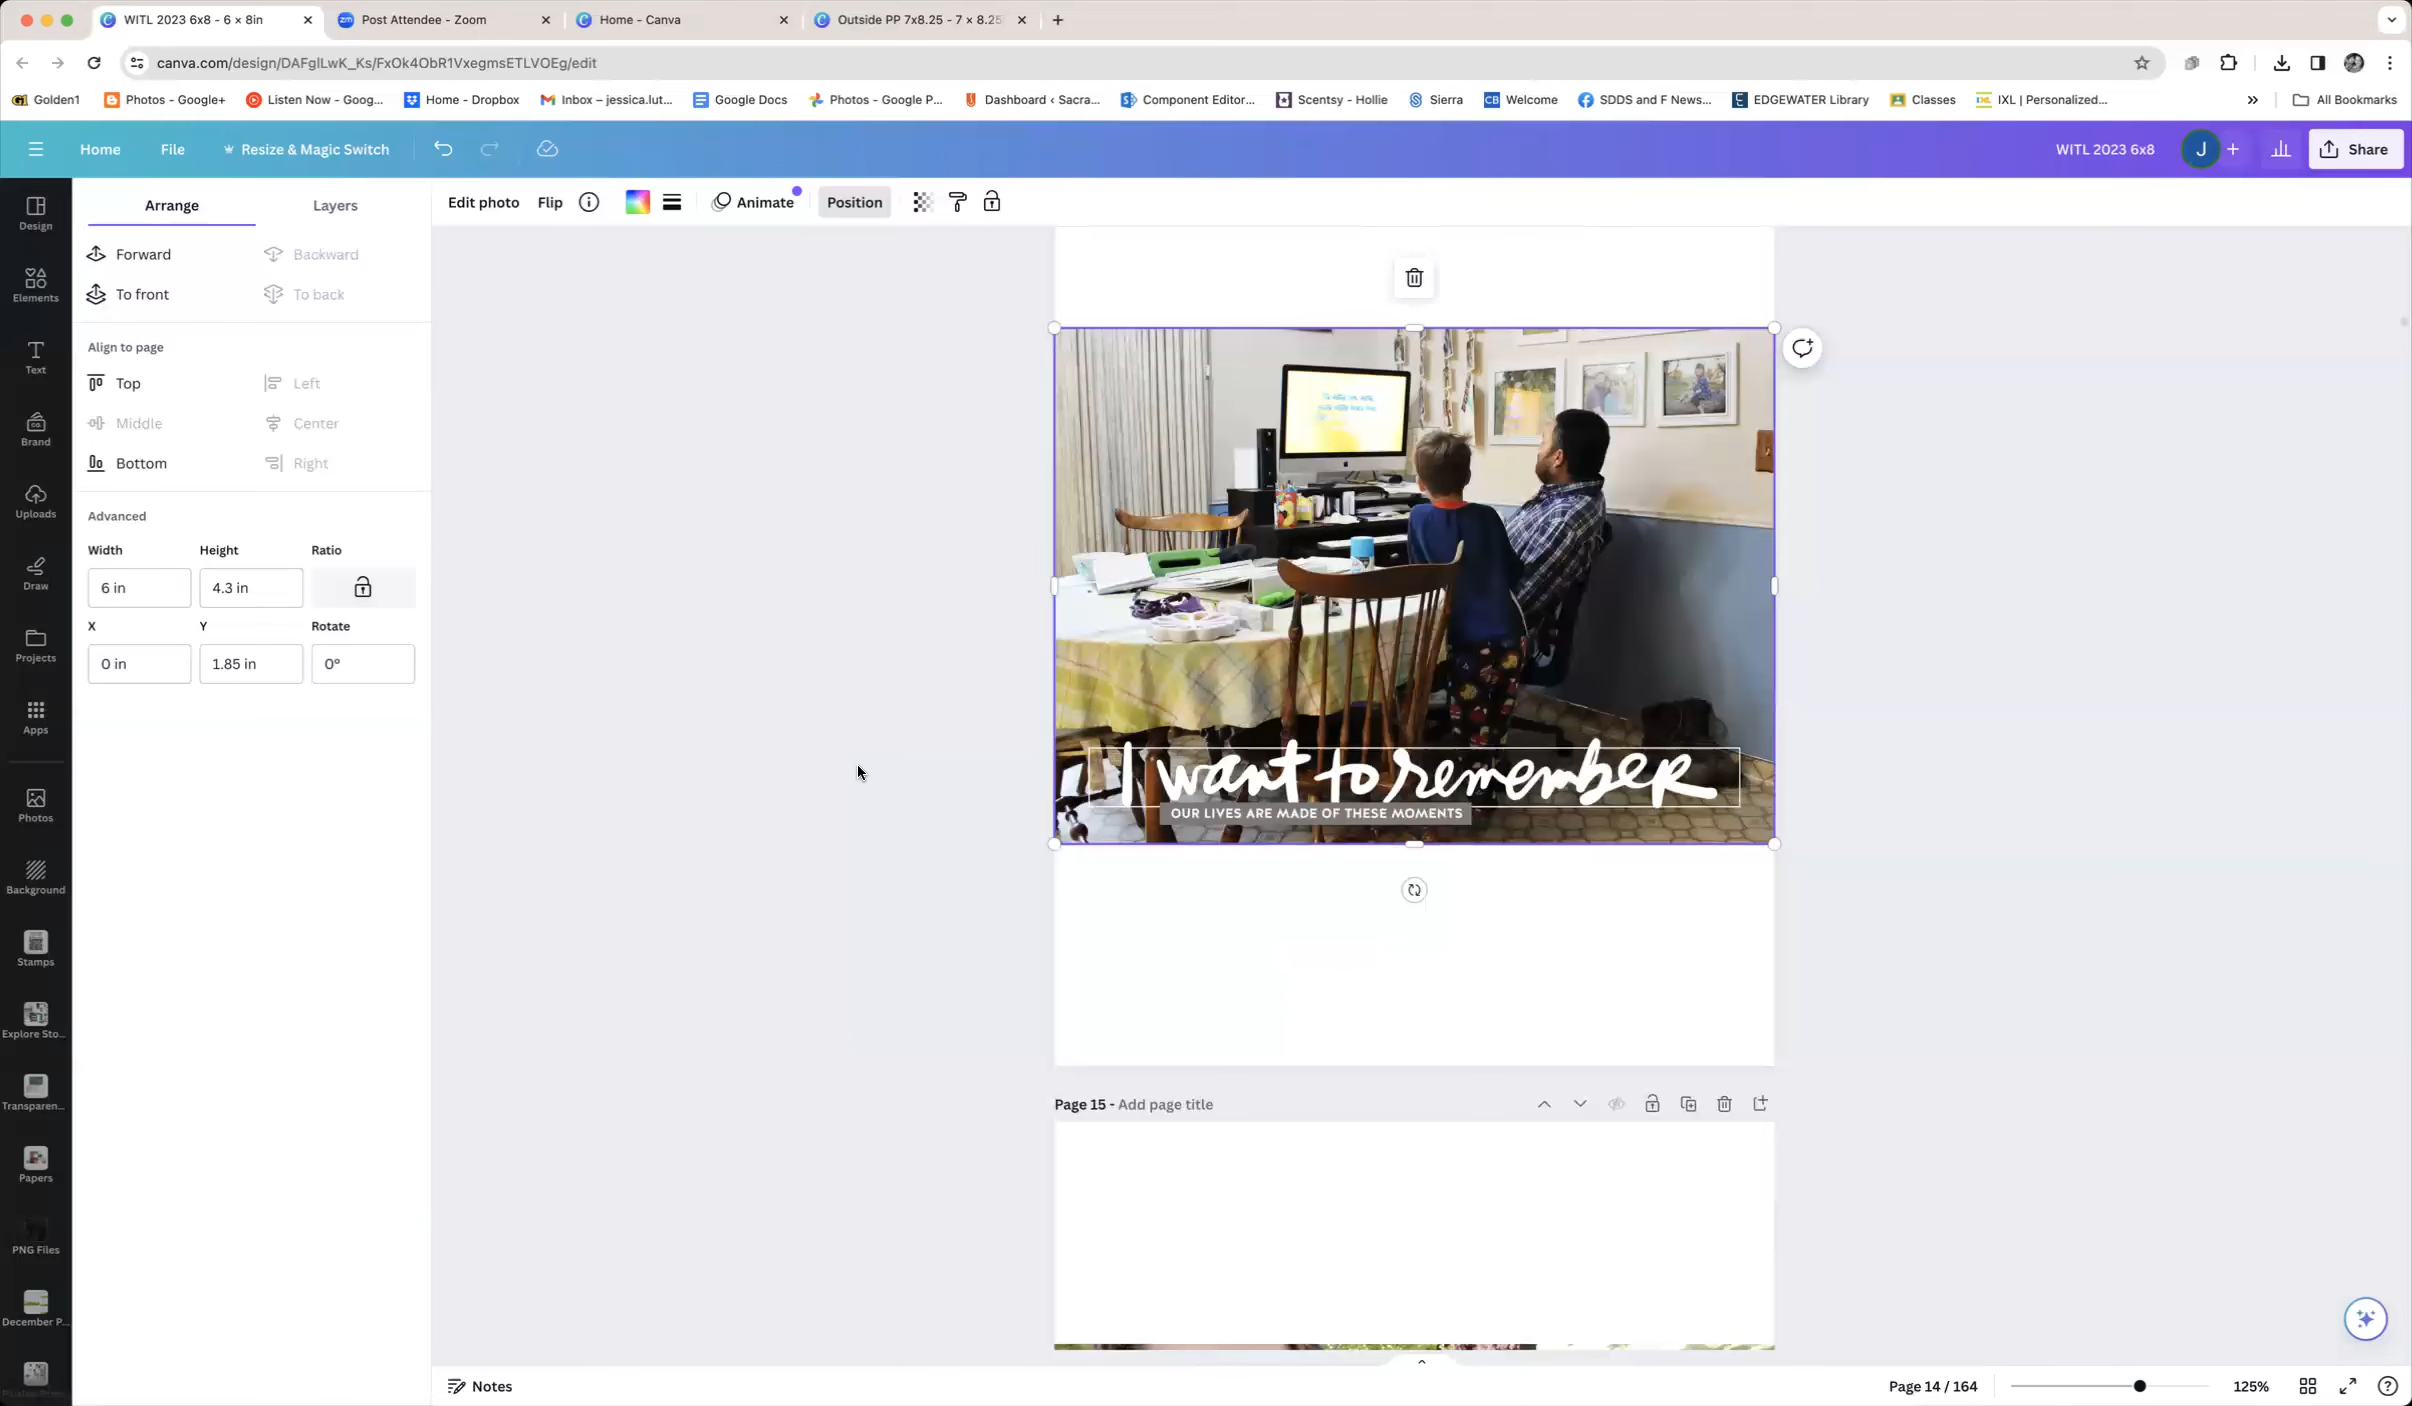 WITL 2023 6x8 - 6 × 8in
Post Attendee - Zoom
Home - Canva
Outside PP 7x8.25 - 7 × 8.25
canva.com/design/DAFglLwK_Ks/FxOk4ObR1VxegmsETLVOEg/edit
Golden1
Photos - Google+
Listen Now - Goog...
Home - Dropbox
Inbox – jessica.lut...
Google Docs
Photos - Google P...
Dashboard ‹ Sacra...
Component Editor...
Scentsy - Hollie
Sierra
Welcome
SDDS and F News...
EDGEWATER Library
Classes
IXL | Personalized...
All Bookmarks
Home
File
Resize & Magic Switch
WITL 2023 6x8
J
Share
Design
Elements
Text
Brand
Uploads
Draw
Projects
Apps
Photos
Background
Stamps
Explore Sto...
Transparen...
Papers
PNG Files
December P...
Arrange
Layers
Forward
Backward
To front
To back
Align to page
Top
Left
Middle
Center
Bottom
Right
Advanced
Width
Height
Ratio
6 in
4.3 in
X
Y
Rotate
0 in
1.85 in
0°
Edit photo
Flip
Animate
Position
I want to remember
OUR LIVES ARE MADE OF THESE MOMENTS
Page 15 - Add page title
Notes
Page 14 / 164
125%